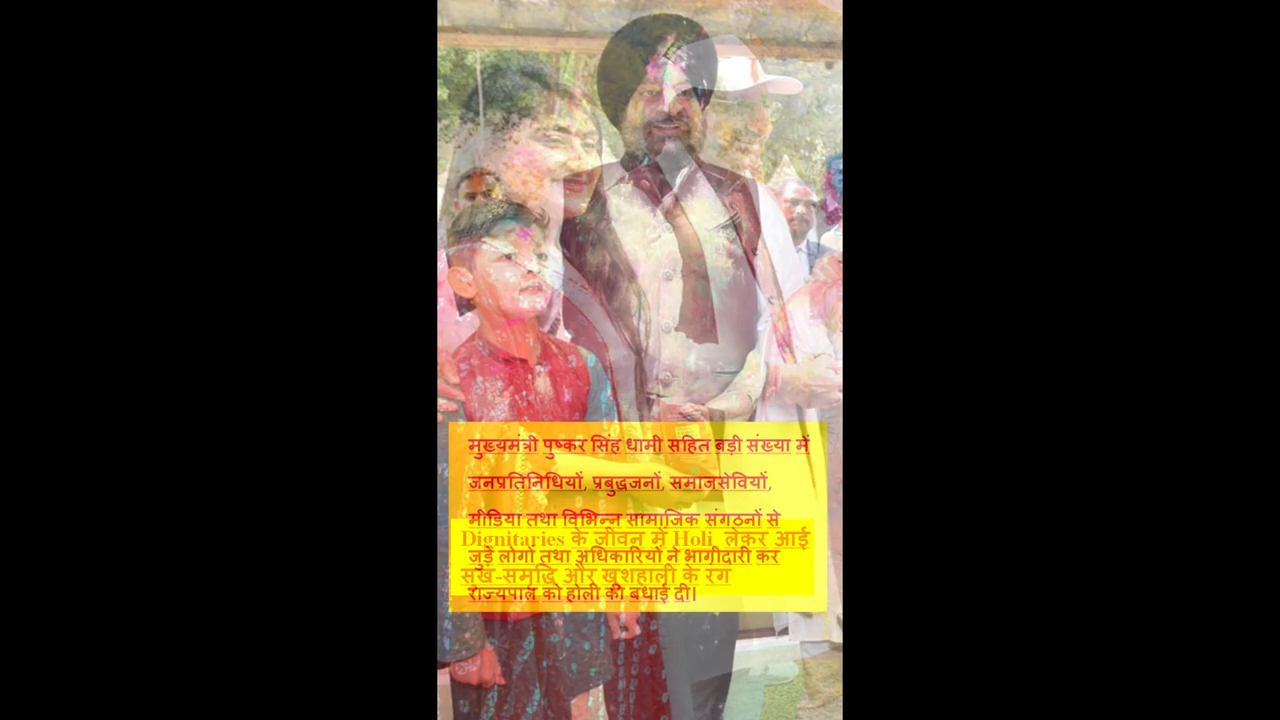 मुख्यमंत्री पुष्कर सिंह धामी सहित बड़ी संख्या में
जनप्रतिनिधियों, प्रबुद्धजनों, समाजसेवियों,
मीडिया तथा विभिन्न सामाजिक संगठनों से
Dignitaries के जीवन में Holi लेकर आई
जुड़े लोगों तथा अधिकारियों ने भागीदारी कर
सुख-समृद्धि और खुशहाली के रंग
राज्यपाल को होली की बधाई दी।